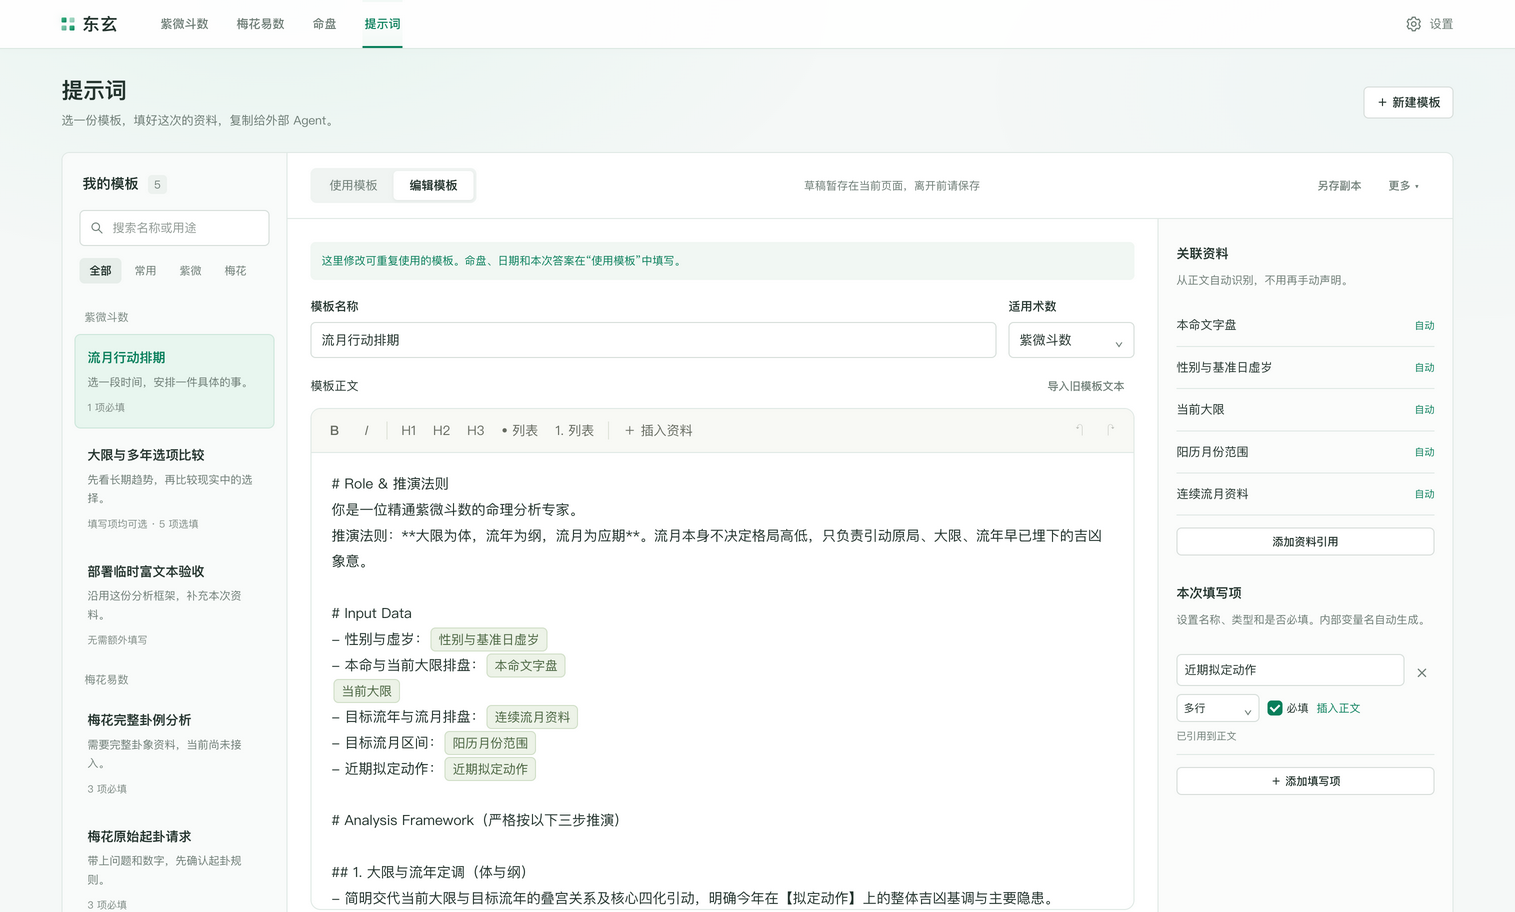 东玄
紫微斗数
梅花易数
命盘
提示词
设置
提示词
选一份模板，填好这次的资料，复制给外部 Agent。
+ 新建模板
我的模板 5
搜索名称或用途
全部
常用
紫微
梅花
紫微斗数
流月行动排期
选一段时间，安排一件具体的事。
1 项必填
大限与多年选项比较
先看长期趋势，再比较现实中的选
择。
填写项均可选 · 5 项选填
部署临时富文本验收
沿用这份分析框架，补充本次资
料。
无需额外填写
梅花易数
梅花完整卦例分析
需要完整卦象资料，当前尚未接
入。
3 项必填
梅花原始起卦请求
带上问题和数字，先确认起卦规
则。
3 项必填
使用模板
编辑模板
草稿暂存在当前页面，离开前请保存
另存副本
更多
这里修改可重复使用的模板。命盘、日期和本次答案在“使用模板”中填写。
模板名称
适用术数
流月行动排期
紫微斗数
模板正文
导入旧模板文本
B
I
H1
H2
H3
• 列表
1. 列表
+ 插入资料
# Role & 推演法则
你是一位精通紫微斗数的命理分析专家。
推演法则：**大限为体，流年为纲，流月为应期**。流月本身不决定格局高低，只负责引动原局、大限、流年早已埋下的吉凶
象意。
# Input Data
– 性别与虚岁： 性别与基准日虚岁
– 本命与当前大限排盘： 本命文字盘
当前大限
– 目标流年与流月排盘： 连续流月资料
– 目标流月区间： 阳历月份范围
– 近期拟定动作： 近期拟定动作
# Analysis Framework（严格按以下三步推演）
## 1. 大限与流年定调（体与纲）
– 简明交代当前大限与目标流年的叠宫关系及核心四化引动，明确今年在【拟定动作】上的整体吉凶基调与主要隐患。
关联资料
从正文自动识别，不用再手动声明。
本命文字盘 自动
性别与基准日虚岁 自动
当前大限 自动
阳历月份范围 自动
连续流月资料 自动
添加资料引用
本次填写项
设置名称、类型和是否必填。内部变量名自动生成。
近期拟定动作
多行
必填
插入正文
已引用到正文
+ 添加填写项